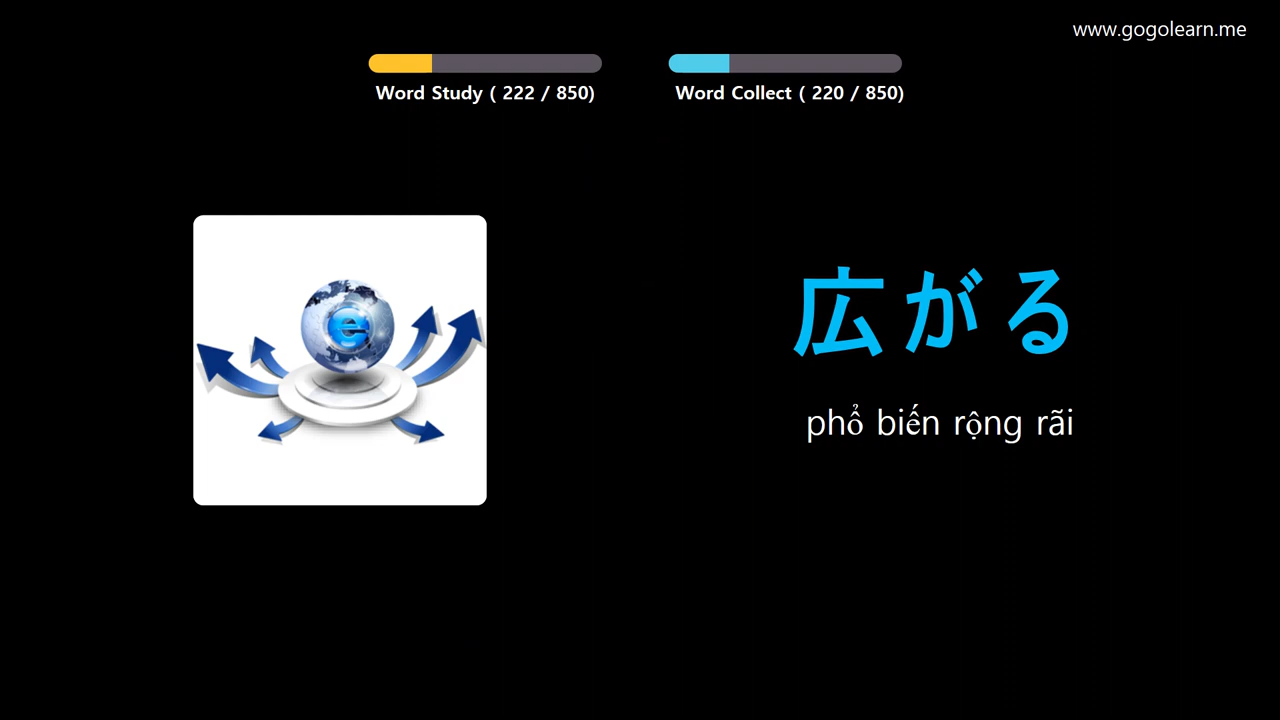 www.gogolearn.me
Word Study ( 222 / 850)
Word Collect ( 220 / 850)
e
広がる
phổ biến rộng rãi